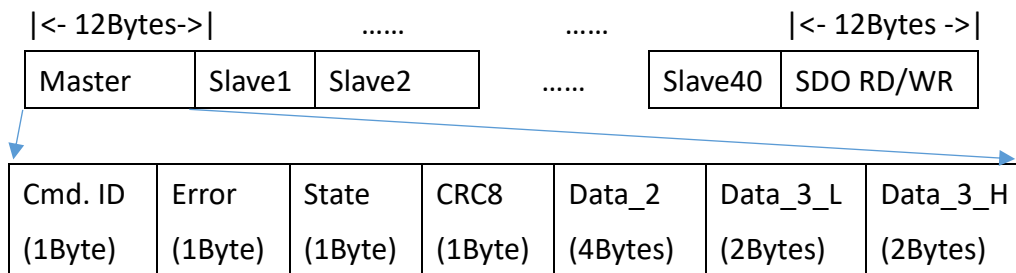 |<- 12Bytes->| …… …… |<- 12Bytes ->|
Master Slave1 Slave2 …… Slave40 SDO RD/WR
Cmd. ID Error State CRC8 Data_2 Data_3_L Data_3_H
(1Byte) (1Byte) (1Byte) (1Byte) (4Bytes) (2Bytes) (2Bytes)